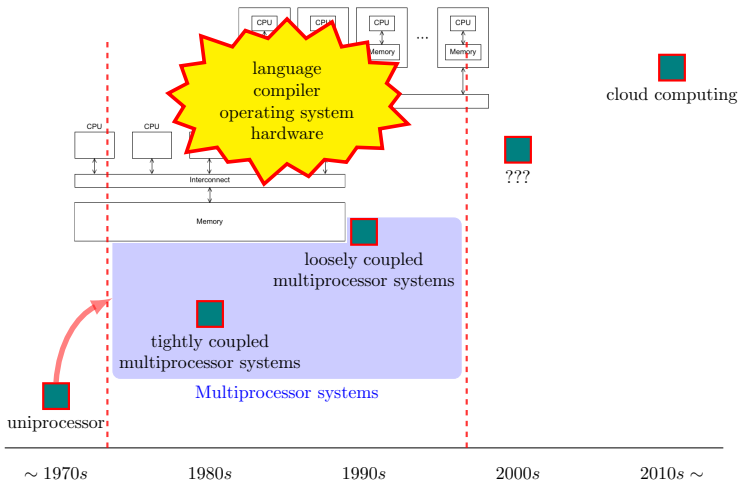 CPU
CPU
CPU
CPU
Memory
...
Memory
language
compiler
operating system
hardware
cloud computing
CPU
CPU
???
Interconnect
Memory
loosely coupled
multiprocessor systems
tightly coupled
multiprocessor systems
Multiprocessor systems
uniprocessor
∼ 1970s
1980s
1990s
2000s
2010s ∼